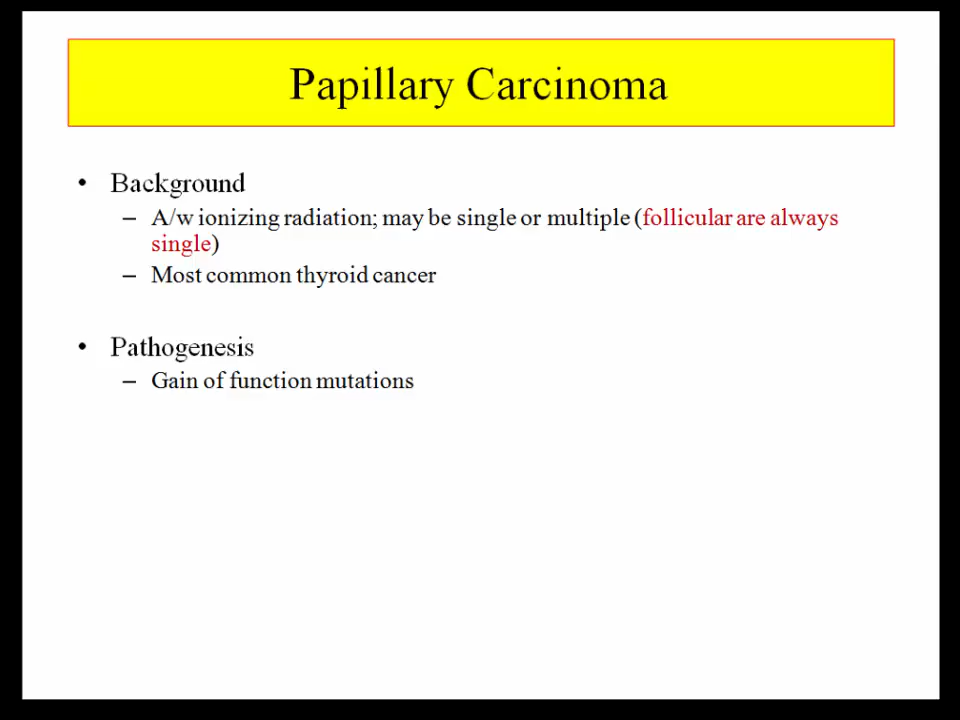 Papillary Carcinoma
• Background
– A/w ionizing radiation; may be single or multiple (follicular are always
single)
– Most common thyroid cancer
• Pathogenesis
– Gain of function mutations